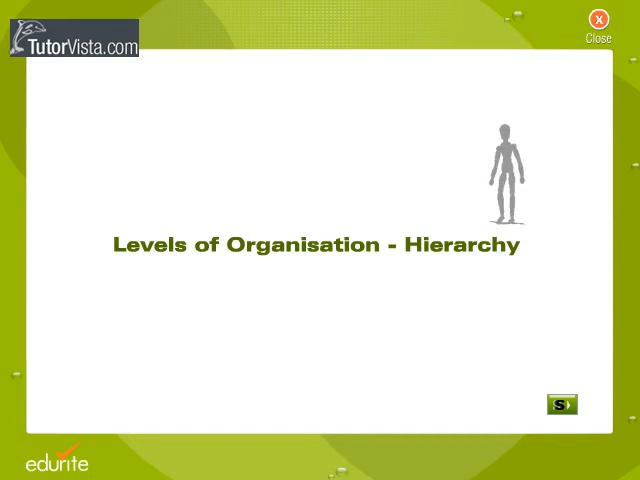 TutorVista.com
X
Close
Levels of Organisation - Hierarchy
S
edurite